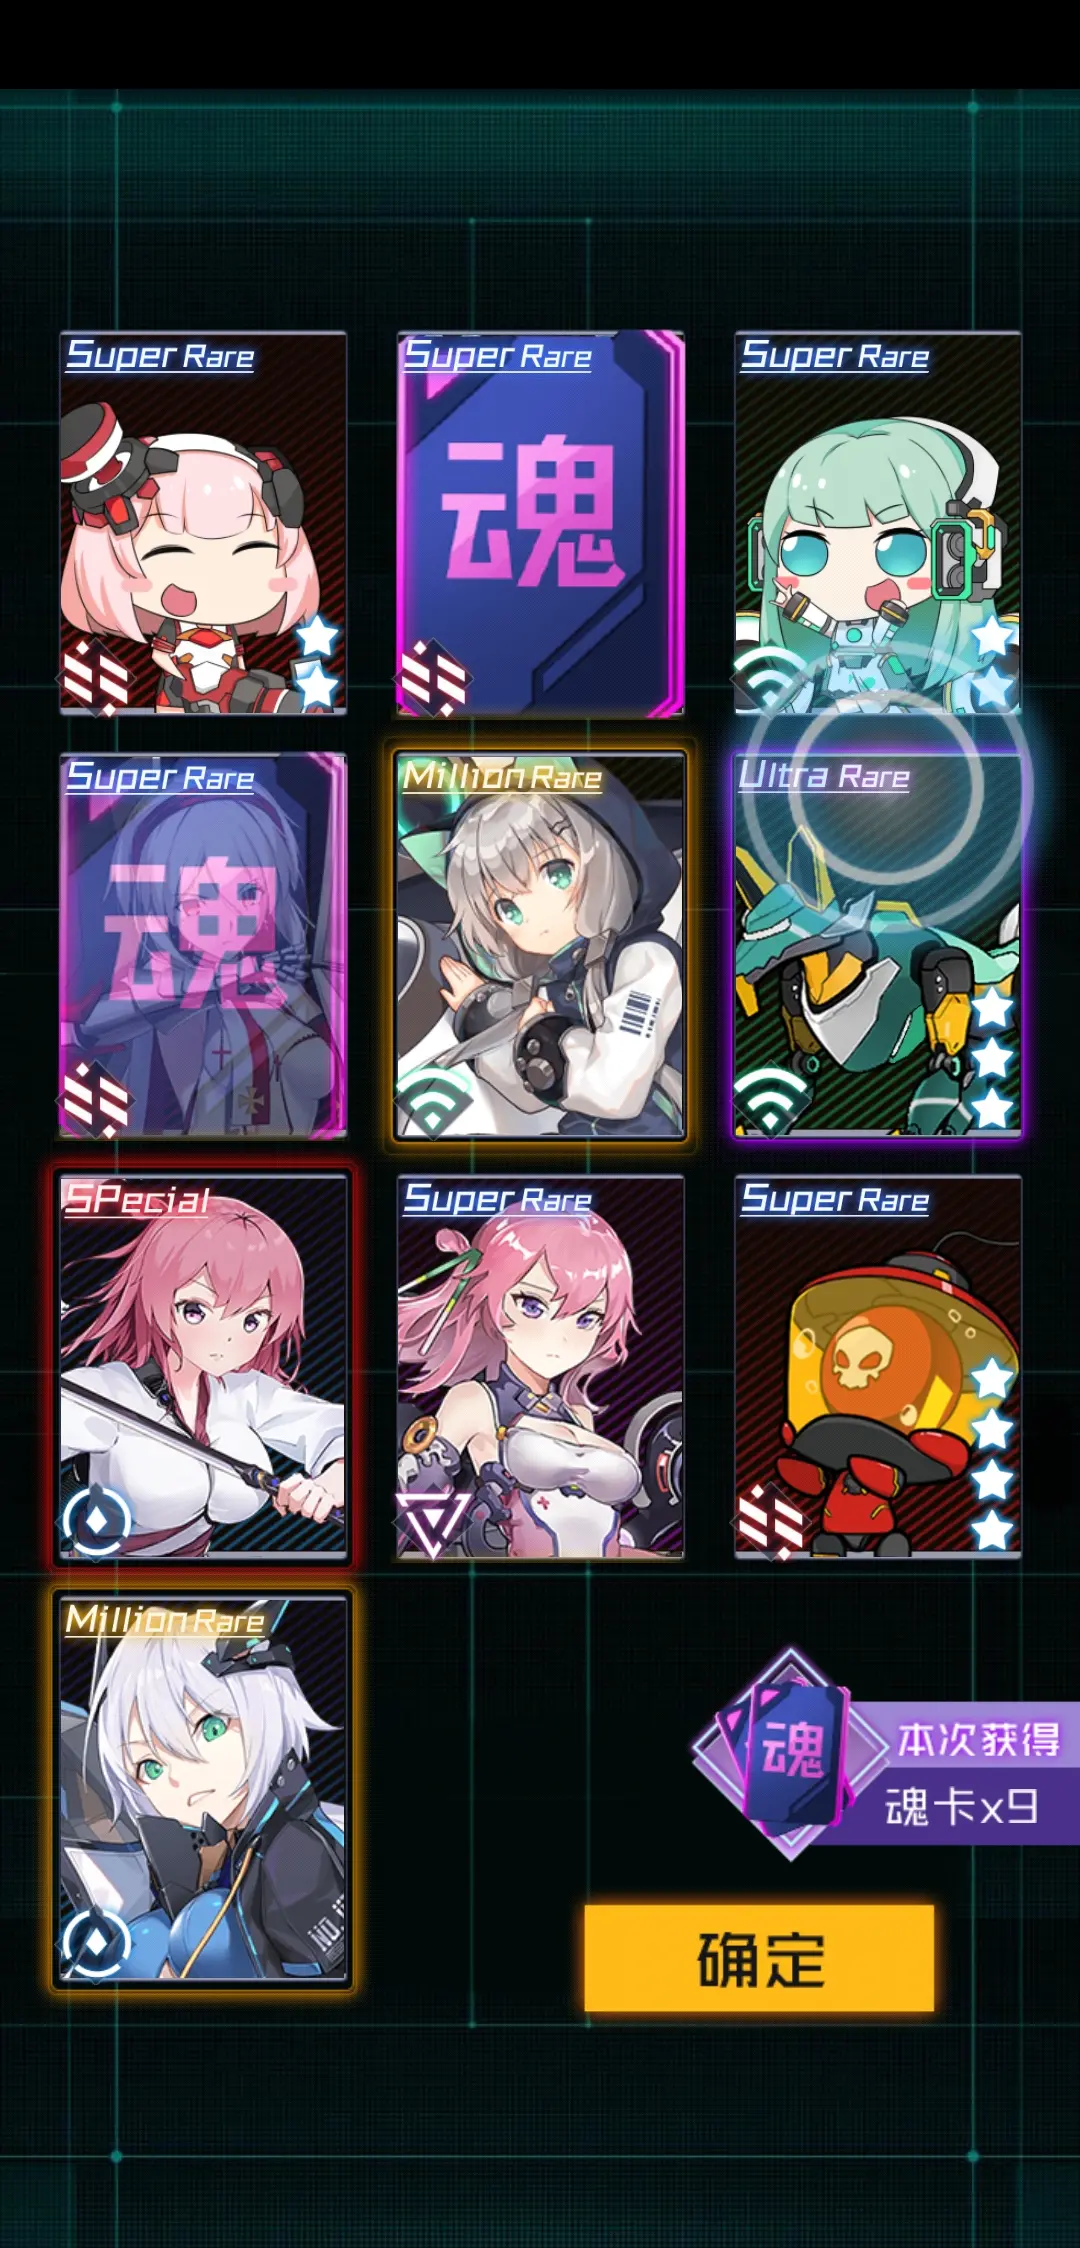 Super Rare
Super Rare
Super Rare
魂
Super Rare
Million Rare
Ultra Rare
魂
SPecial
Super Rare
Super Rare
Million Rare
魂
本次获得
魂卡x9
确定